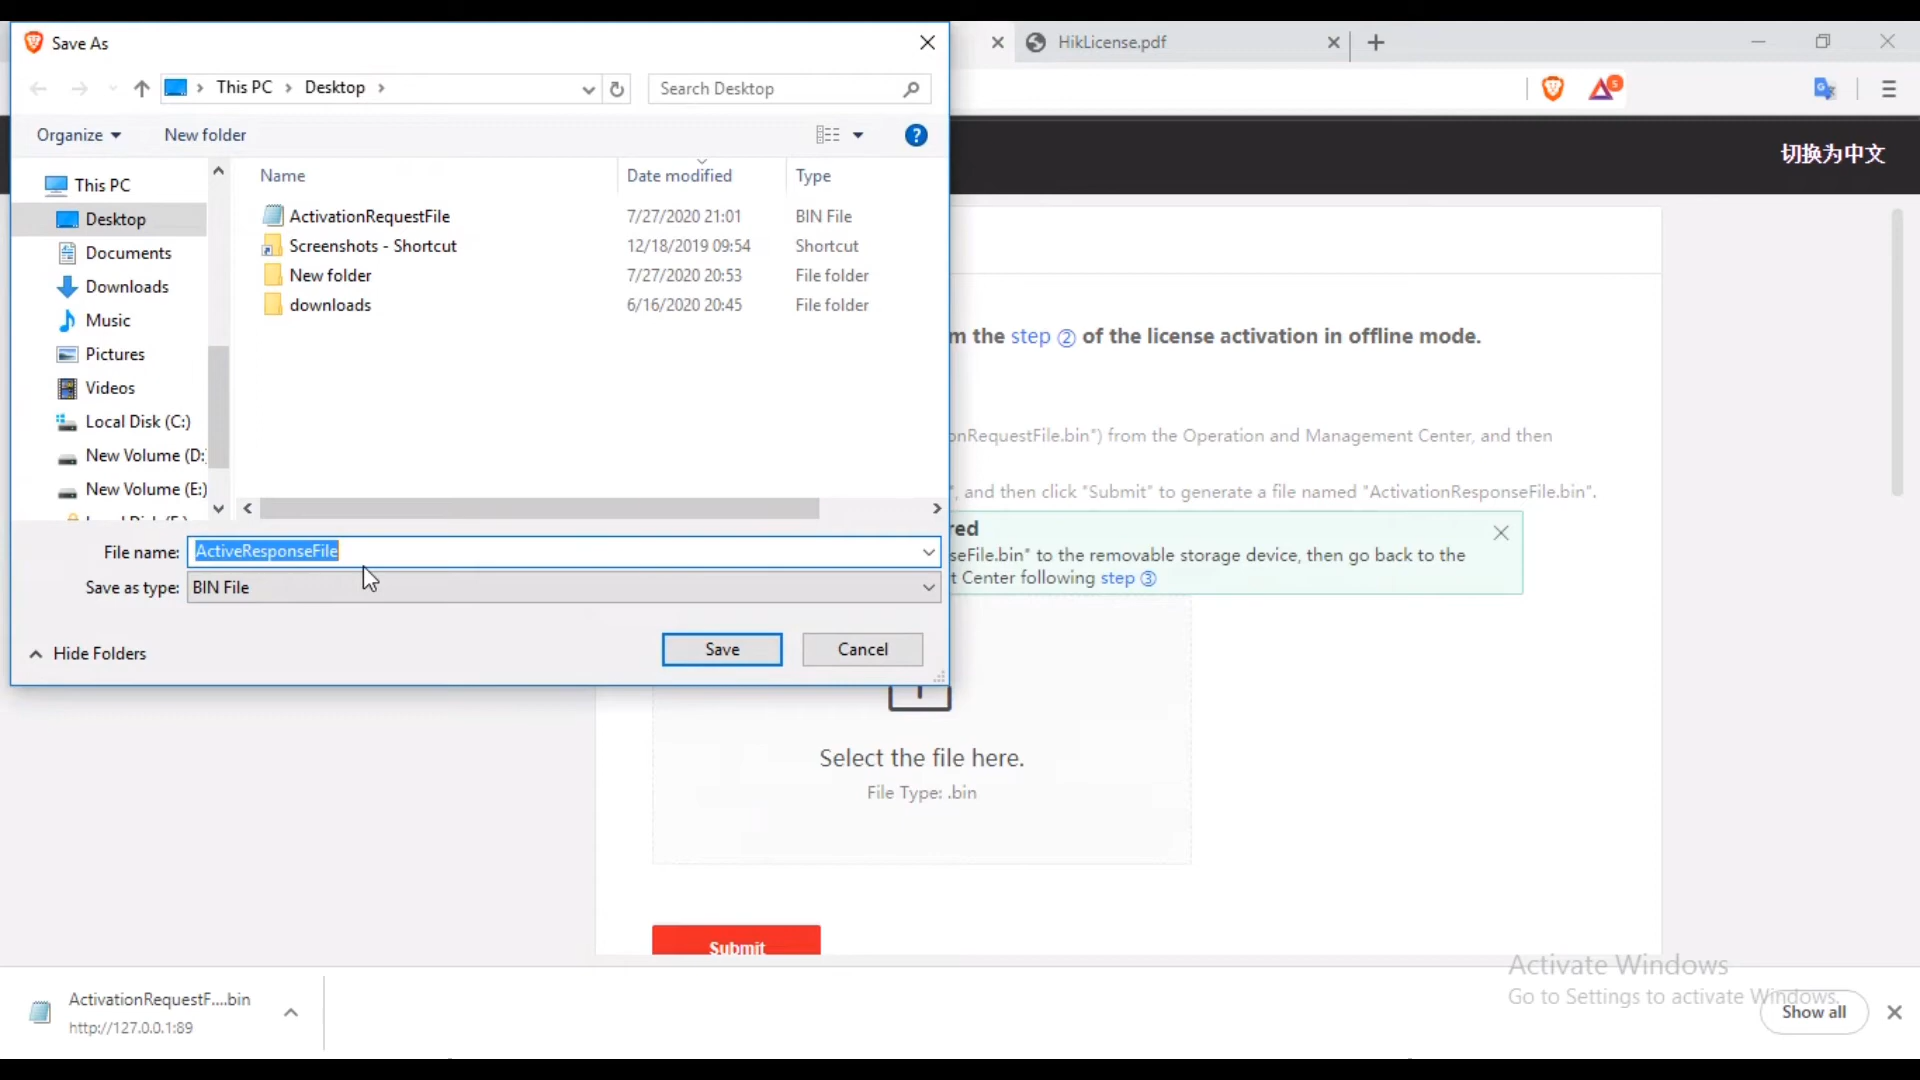 Save As
HikLicense.pdf
This PC
Desktop
Search Desktop
5
Organize
New folder
?
切换为中文
Name
Date modified
Type
This PC
Desktop
Documents
Downloads
Music
Pictures
Videos
Local Disk (C:)
New Volume (D:
New Volume (E:)
ActivationRequestFile 7/27/2020 21:01 BIN File
Screenshots - Shortcut 12/18/2019 09:54 Shortcut
New folder 7/27/2020 20:53 File folder
downloads 6/16/2020 20:45 File folder
m the step ② of the license activation in offline mode.
onRequestFile.bin") from the Operation and Management Center, and then
", and then click "Submit" to generate a file named "ActivationResponseFile.bin".
red
seFile.bin" to the removable storage device, then go back to the
t Center following step ③
File name: ActiveResponseFile
Save as type: BIN File
Hide Folders
Save
Cancel
Select the file here.
File Type: .bin
Submit
Activate Windows
Go to Settings to activate Windows.
ActivationRequestF....bin
http://127.0.0.1:89
Show all